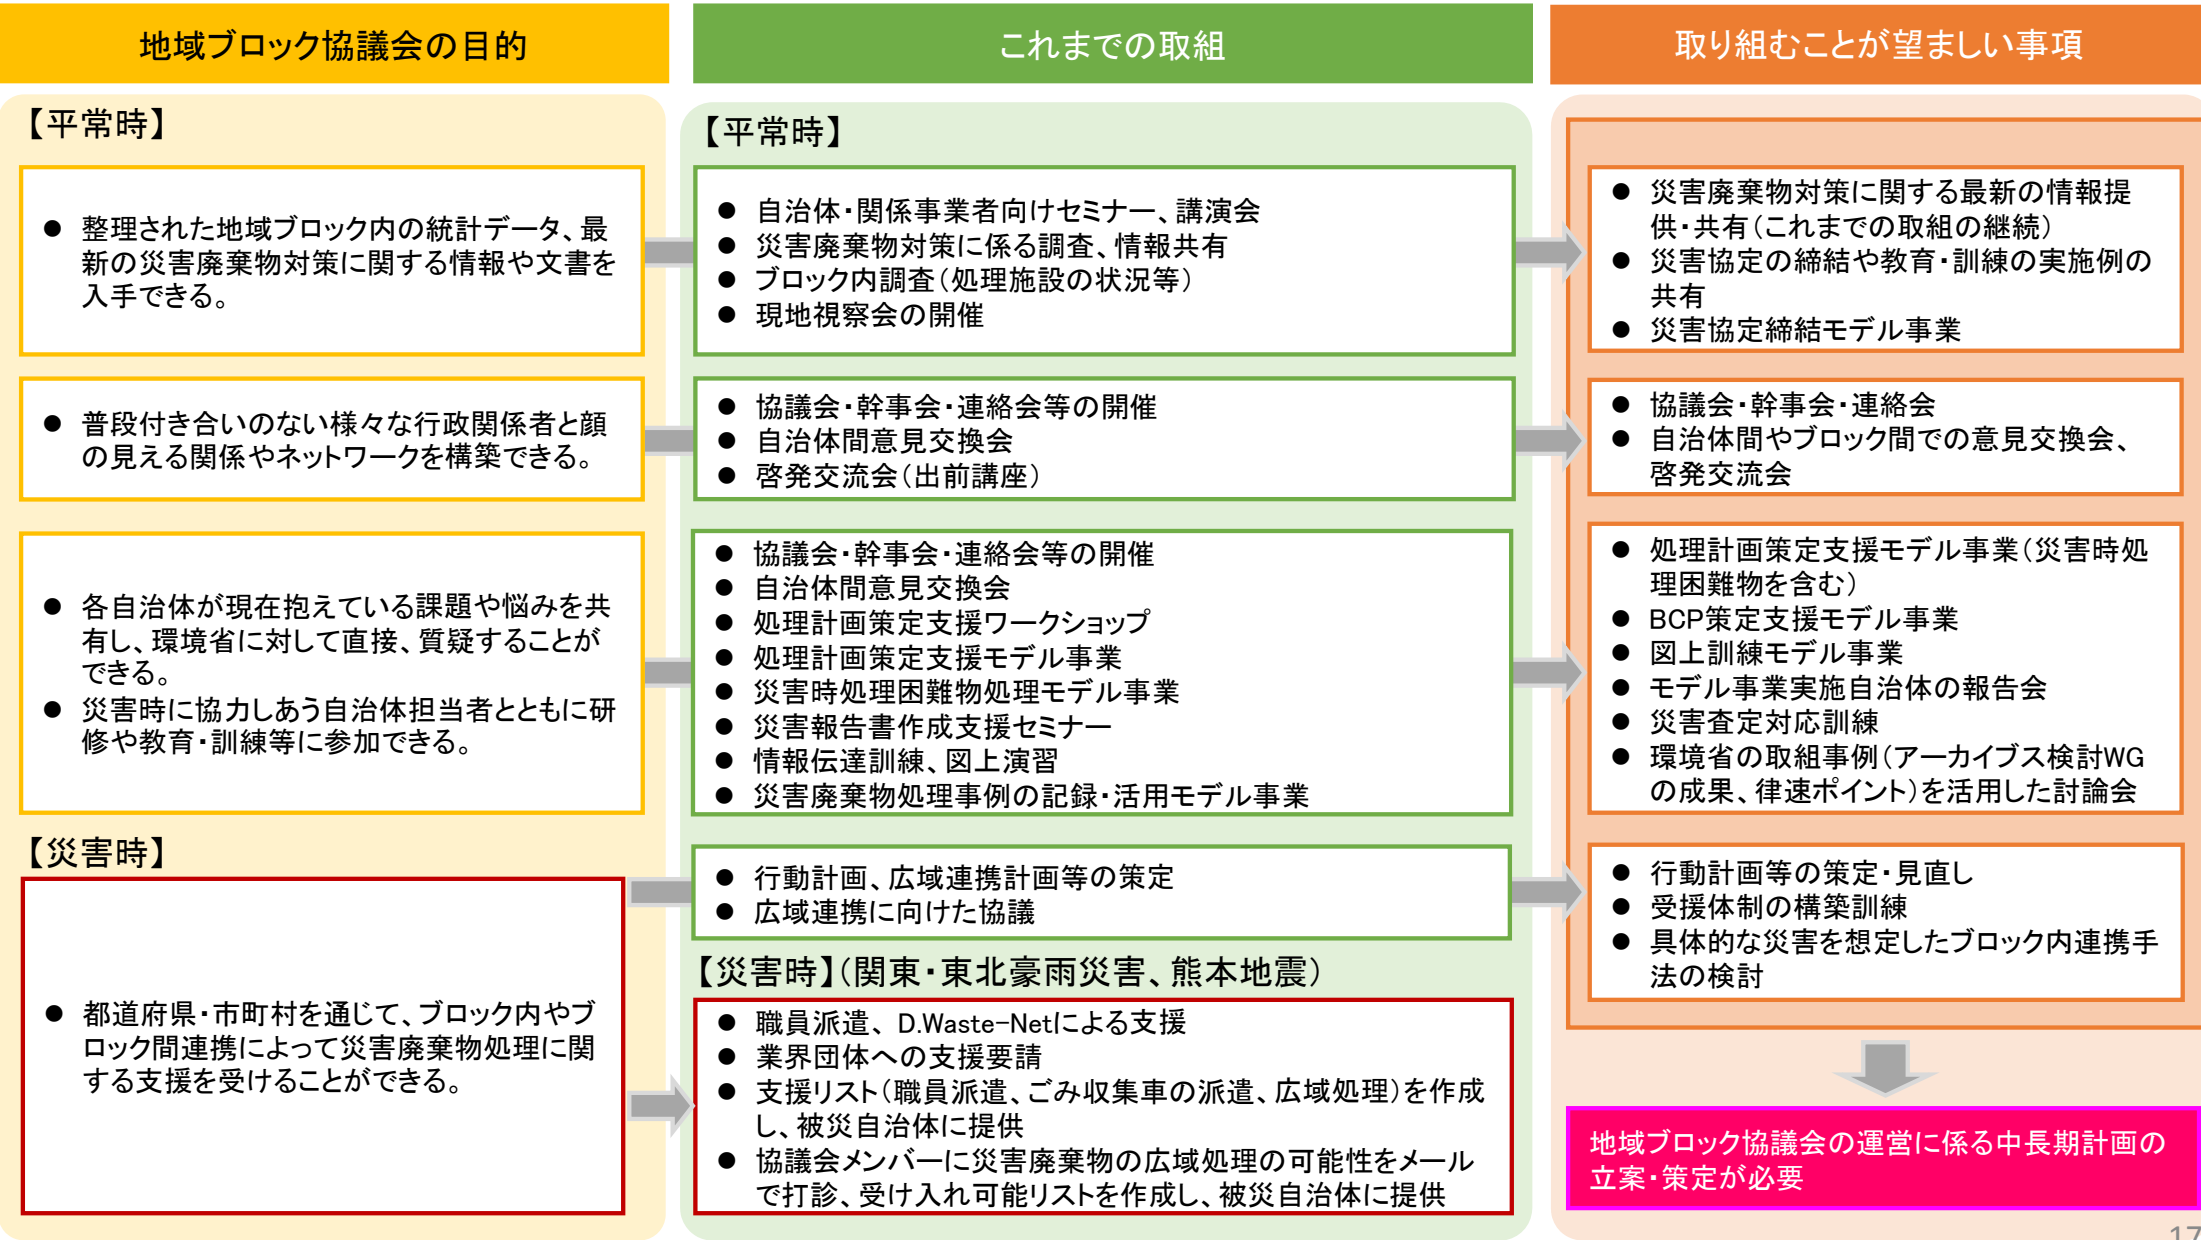 地域ブロック協議会の目的
【平常時】
● 整理された地域ブロック内の統計データ、最
新の災害廃棄物対策に関する情報や文書を
入手できる。
● 普段付き合いのない様々な行政関係者と顔
の見える関係やネットワークを構築できる。
● 各自治体が現在抱えている課題や悩みを共
有し、環境省に対して直接、質疑することが
できる。
● 災害時に協力しあう自治体担当者とともに研
修や教育・訓練等に参加できる。
【災害時】
● 都道府県・市町村を通じて、ブロック内やブ
ロック間連携によって災害廃棄物処理に関
する支援を受けることができる。
これまでの取組
【平常時】
● 自治体・関係事業者向けセミナー、講演会
● 災害廃棄物対策に係る調査、情報共有
● ブロック内調査（処理施設の状況等）
● 現地視察会の開催
● 協議会・幹事会・連絡会等の開催
● 自治体間意見交換会
● 啓発交流会（出前講座）
● 協議会・幹事会・連絡会等の開催
● 自治体間意見交換会
● 処理計画策定支援ワークショップ
● 処理計画策定支援モデル事業
● 災害時処理困難物処理モデル事業
● 災害報告書作成支援セミナー
● 情報伝達訓練、図上演習
● 災害廃棄物処理事例の記録・活用モデル事業
● 行動計画、広域連携計画等の策定
● 広域連携に向けた協議
【災害時】（関東・東北豪雨災害、熊本地震）
● 職員派遣、D.Waste-Netによる支援
● 業界団体への支援要請
● 支援リスト（職員派遣、ごみ収集車の派遣、広域処理）を作成
し、被災自治体に提供
● 協議会メンバーに災害廃棄物の広域処理の可能性をメール
で打診、受け入れ可能リストを作成し、被災自治体に提供
取り組むことが望ましい事項
● 災害廃棄物対策に関する最新の情報提
供・共有（これまでの取組の継続）
● 災害協定の締結や教育・訓練の実施例の
共有
● 災害協定締結モデル事業
● 協議会・幹事会・連絡会
● 自治体間やブロック間での意見交換会、
啓発交流会
● 処理計画策定支援モデル事業（災害時処
理困難物を含む）
● BCP策定支援モデル事業
● 図上訓練モデル事業
● モデル事業実施自治体の報告会
● 災害査定対応訓練
● 環境省の取組事例（アーカイブス検討WG
の成果、律速ポイント）を活用した討論会
● 行動計画等の策定・見直し
● 受援体制の構築訓練
● 具体的な災害を想定したブロック内連携手
法の検討
地域ブロック協議会の運営に係る中長期計画の
立案・策定が必要
17